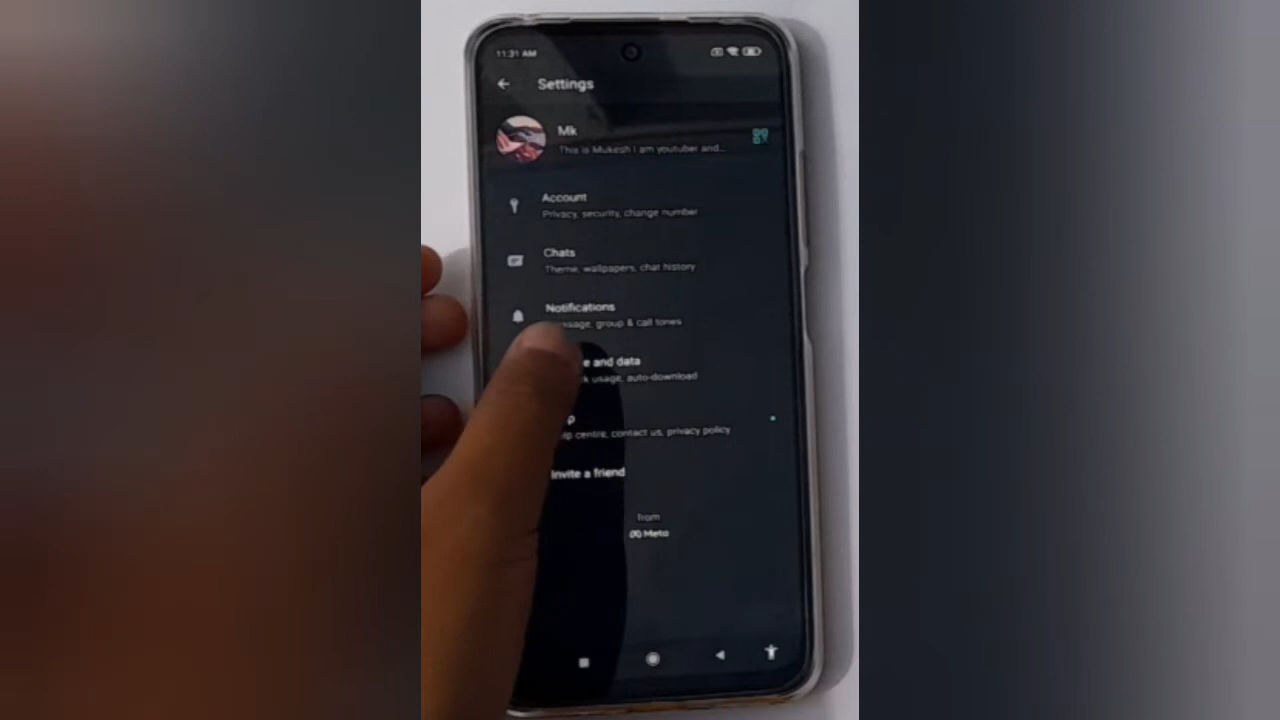 11:31 AM
Settings
Mk
This is Mukesh I am youtuber and...
Account
Privacy, security, change number
Chats
Theme, wallpapers, chat history
Notifications
group & call tones
and data
usage, auto-download
centre, contact us, privacy policy
Invite a friend
from
Meta